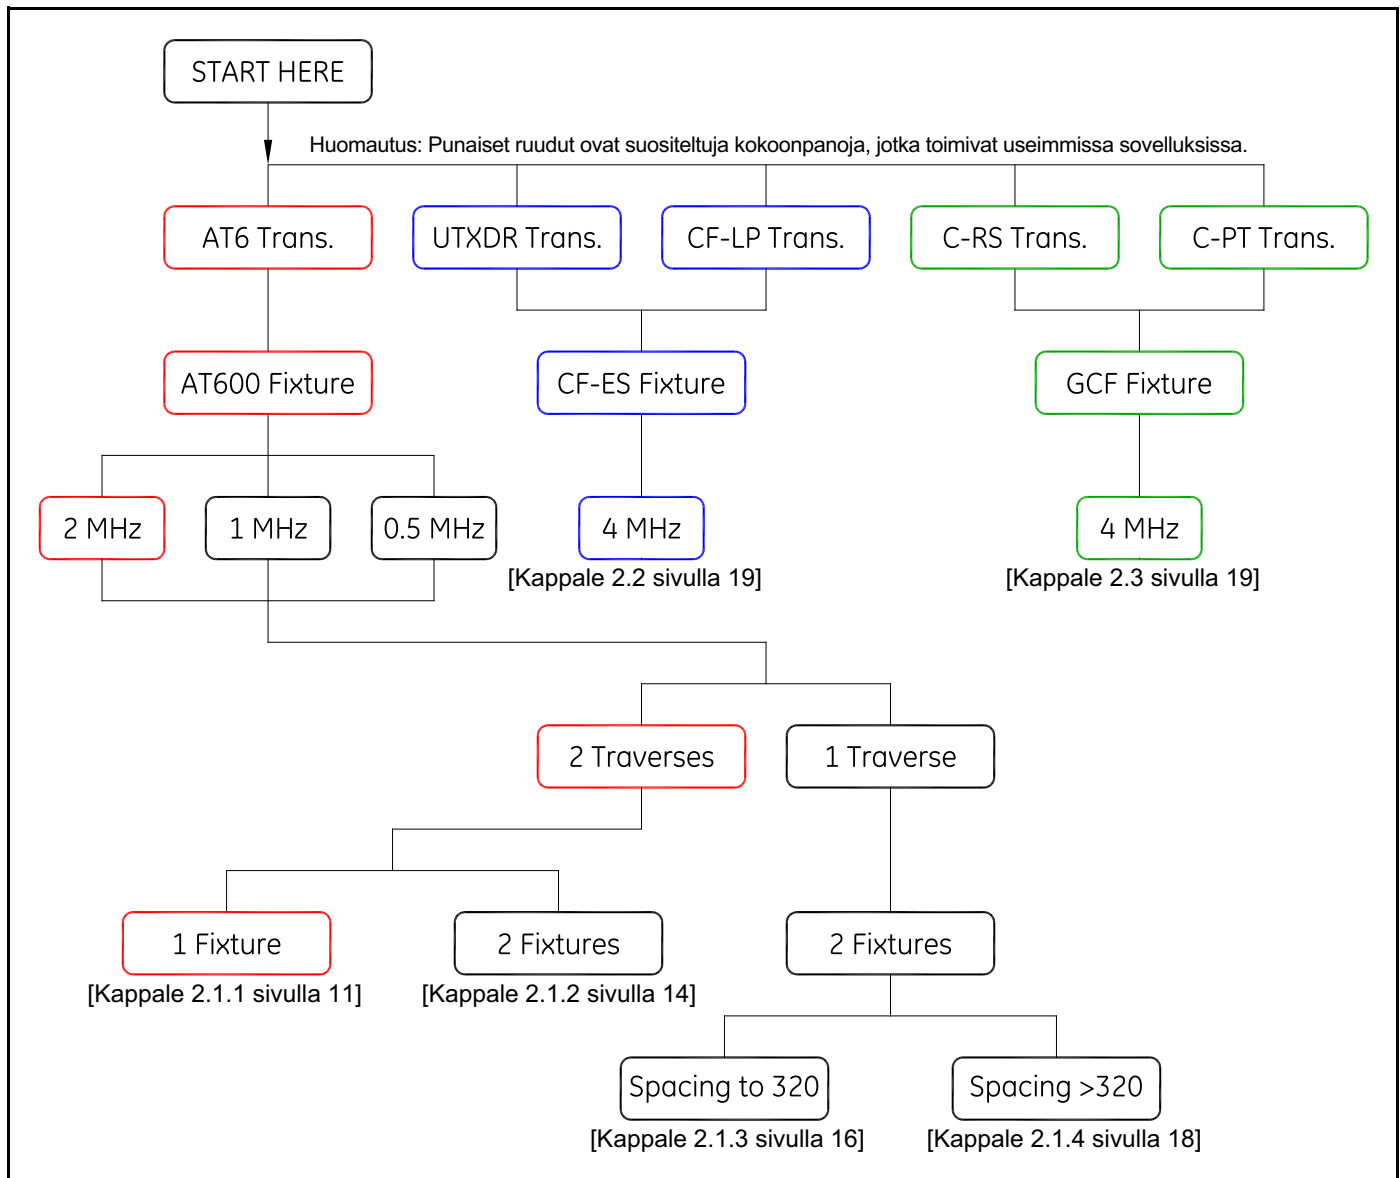 START HERE
Huomautus: Punaiset ruudut ovat suositeltuja kokoonpanoja, jotka toimivat useimmissa sovelluksissa.
AT6 Trans.
UTXDR Trans.
CF-LP Trans.
C-RS Trans.
C-PT Trans.
AT600 Fixture
CF-ES Fixture
GCF Fixture
2 MHz
1 MHz
0.5 MHz
4 MHz
4 MHz
[Kappale 2.2 sivulla 19]
[Kappale 2.3 sivulla 19]
2 Traverses
1 Traverse
1 Fixture
2 Fixtures
2 Fixtures
[Kappale 2.1.1 sivulla 11]
[Kappale 2.1.2 sivulla 14]
Spacing to 320
Spacing >320
[Kappale 2.1.3 sivulla 16]
[Kappale 2.1.4 sivulla 18]